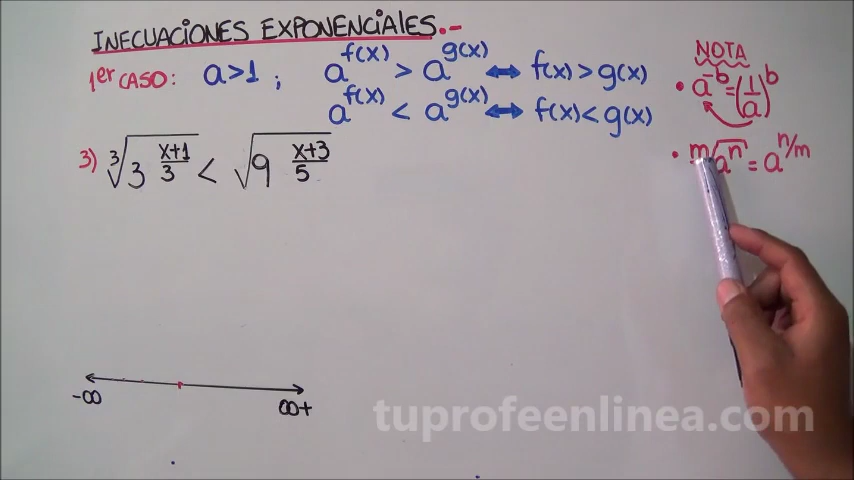 INECUACIONES EXPONENCIALES.-
1er CASO: a>1 ; a^f(x) > a^g(x) ↔ f(x)>g(x)
a^f(x) < a^g(x) ↔ f(x)<g(x)
3) ∛(3^((x+1)/3)) < √(9^((x+3)/5))
NOTA
• a^-b = (1/a)^b
• m√a^n = a^n/m
-∞ ∞+
tuprofeenlinea.com